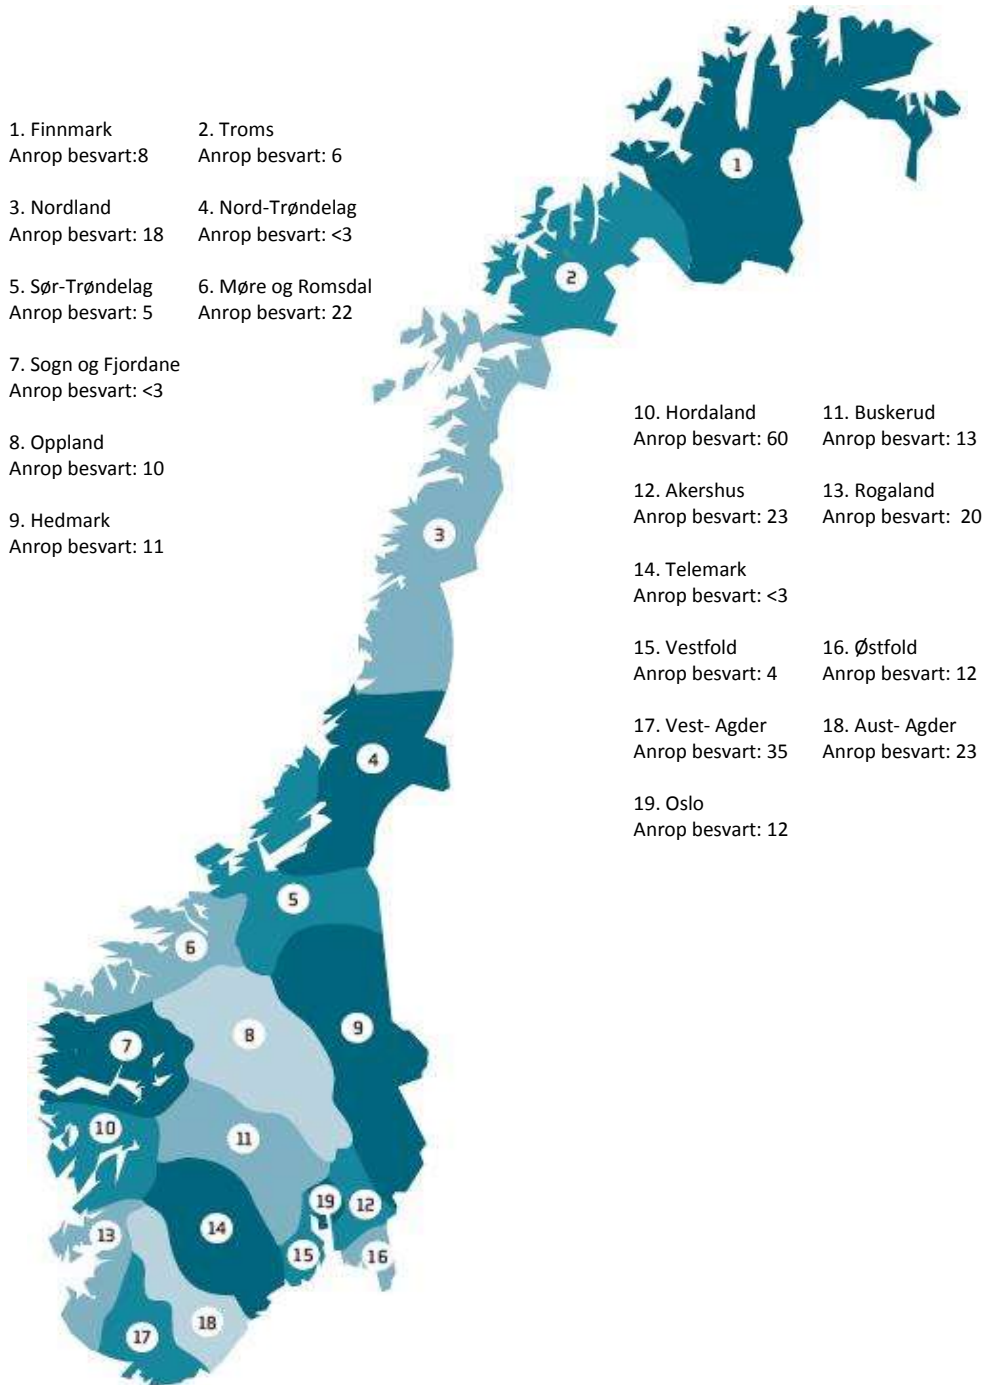 1. Finnmark
Anrop besvart:8
2. Troms
Anrop besvart: 6
3. Nordland
Anrop besvart: 18
4. Nord-Trøndelag
Anrop besvart: <3
5. Sør-Trøndelag
Anrop besvart: 5
6. Møre og Romsdal
Anrop besvart: 22
7. Sogn og Fjordane
Anrop besvart: <3
8. Oppland
Anrop besvart: 10
9. Hedmark
Anrop besvart: 11
10. Hordaland
Anrop besvart: 60
11. Buskerud
Anrop besvart: 13
12. Akershus
Anrop besvart: 23
13. Rogaland
Anrop besvart:  20
14. Telemark
Anrop besvart: <3
15. Vestfold
Anrop besvart: 4
16. Østfold
Anrop besvart: 12
17. Vest- Agder
Anrop besvart: 35
18. Aust- Agder
Anrop besvart: 23
19. Oslo
Anrop besvart: 12
1
2
3
4
5
6
7
8
9
10
11
19
12
13
14
15
16
18
17